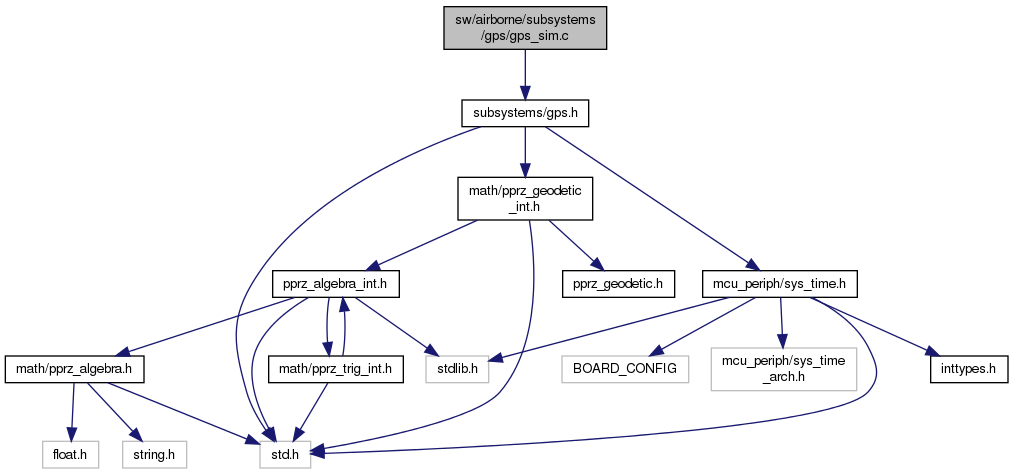 sw/airborne/subsystems
/gps/gps_sim.c
subsystems/gps.h
math/pprz_geodetic
_int.h
pprz_algebra_int.h
pprz_geodetic.h
mcu_periph/sys_time.h
math/pprz_algebra.h
math/pprz_trig_int.h
stdlib.h
BOARD_CONFIG
mcu_periph/sys_time
_arch.h
inttypes.h
float.h
string.h
std.h